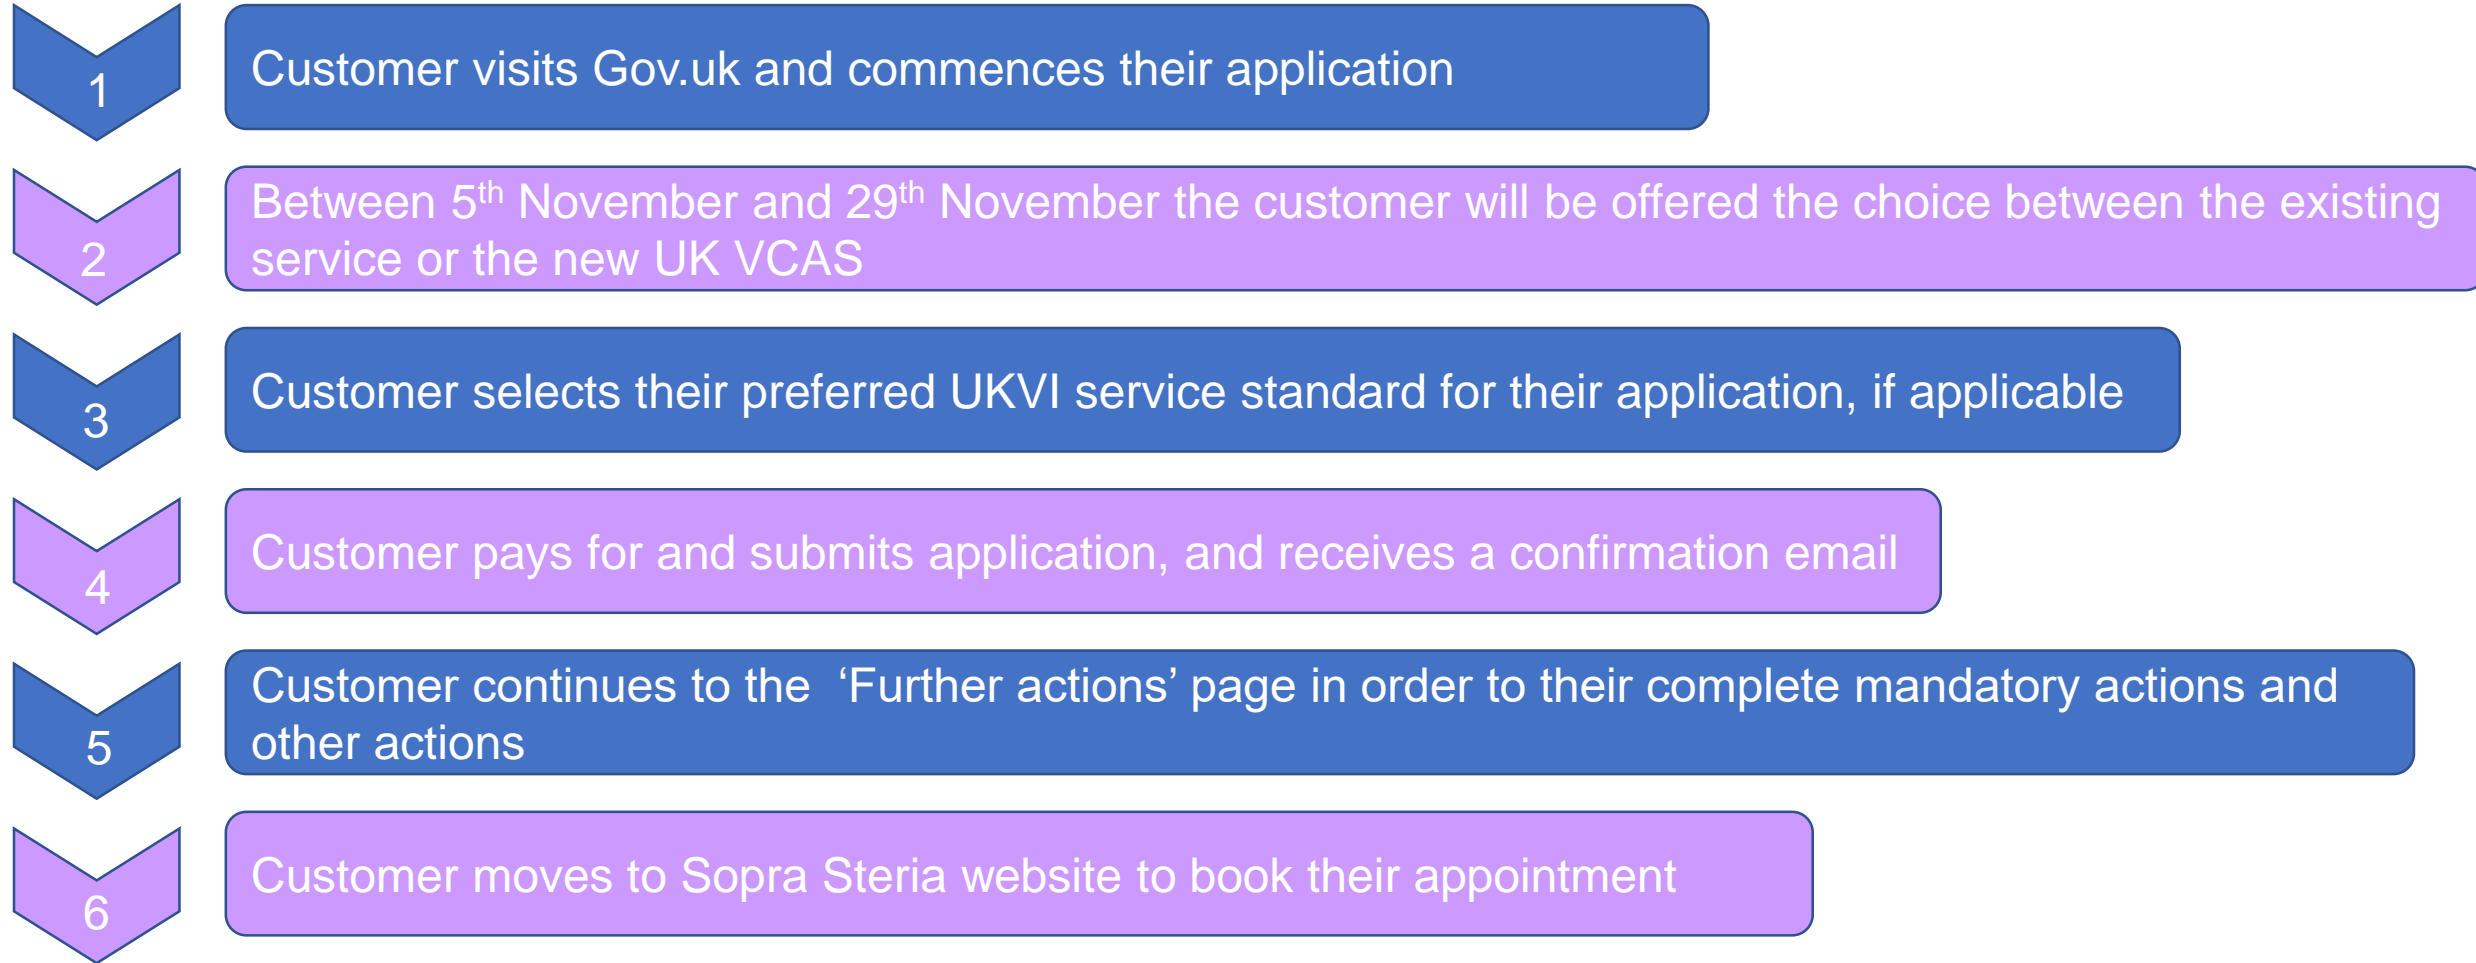 1
Customer visits Gov.uk and commences their application
2
Between 5th November and 29th November the customer will be offered the choice between the existing
service or the new UK VCAS
3
Customer selects their preferred UKVI service standard for their application, if applicable
4
Customer pays for and submits application, and receives a confirmation email
5
Customer continues to the  ‘Further actions’ page in order to their complete mandatory actions and
other actions
6
Customer moves to Sopra Steria website to book their appointment